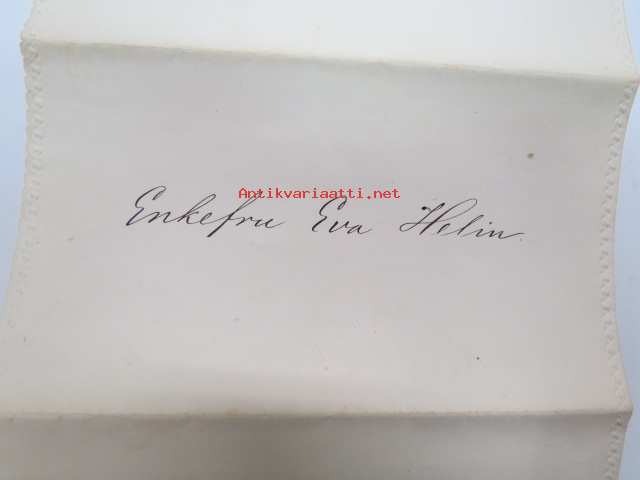 Antikvariaatti.net
Enkefru Eva Helin.